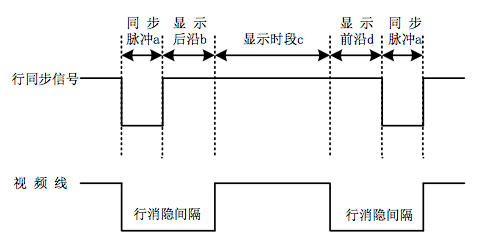 同 步 显 示 显 示 同 步
脉冲a 后沿b 显示时段c 前沿d 脉冲a
行同步信号
视 频 线
行消隐间隔 行消隐间隔